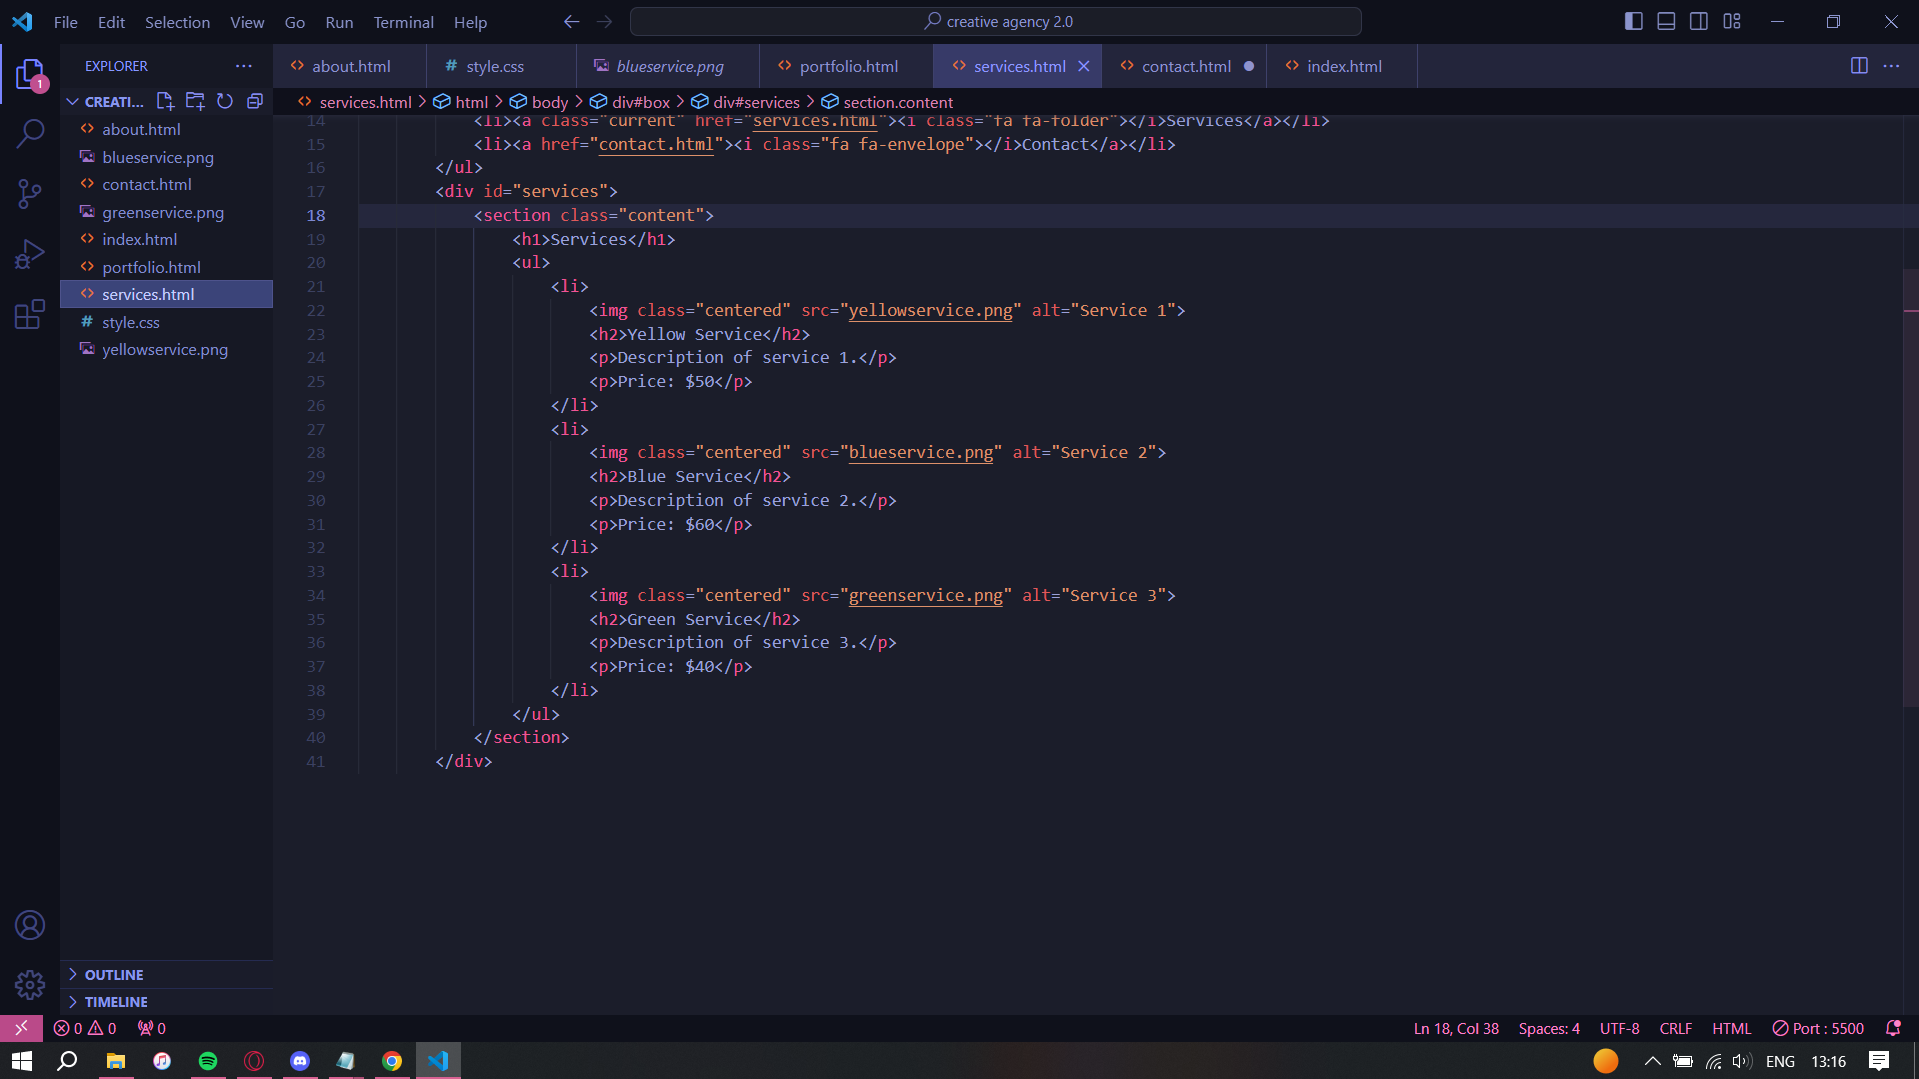 File Edit Selection View Go Run Terminal Help
creative agency 2.0
1
EXPLORER
about.html
style.css
blueservice.png
portfolio.html
services.html
contact.html
index.html
CREATI...
services.html > html > body > div#box > div#services > section.content
about.html
blueservice.png
contact.html
greenservice.png
index.html
portfolio.html
services.html
style.css
yellowservice.png
14 <li><a class="current" href="services.html"><i class="fa fa-folder"></i>Services</a></li>
15 <li><a href="contact.html"><i class="fa fa-envelope"></i>Contact</a></li>
16 </ul>
17 <div id="services">
18 <section class="content">
19 <h1>Services</h1>
20 <ul>
21 <li>
22 <img class="centered" src="yellowservice.png" alt="Service 1">
23 <h2>Yellow Service</h2>
24 <p>Description of service 1.</p>
25 <p>Price: $50</p>
26 </li>
27 <li>
28 <img class="centered" src="blueservice.png" alt="Service 2">
29 <h2>Blue Service</h2>
30 <p>Description of service 2.</p>
31 <p>Price: $60</p>
32 </li>
33 <li>
34 <img class="centered" src="greenservice.png" alt="Service 3">
35 <h2>Green Service</h2>
36 <p>Description of service 3.</p>
37 <p>Price: $40</p>
38 </li>
39 </ul>
40 </section>
41 </div>
OUTLINE
TIMELINE
0 0 0
Ln 18, Col 38 Spaces: 4 UTF-8 CRLF HTML Port : 5500
ENG 13:16